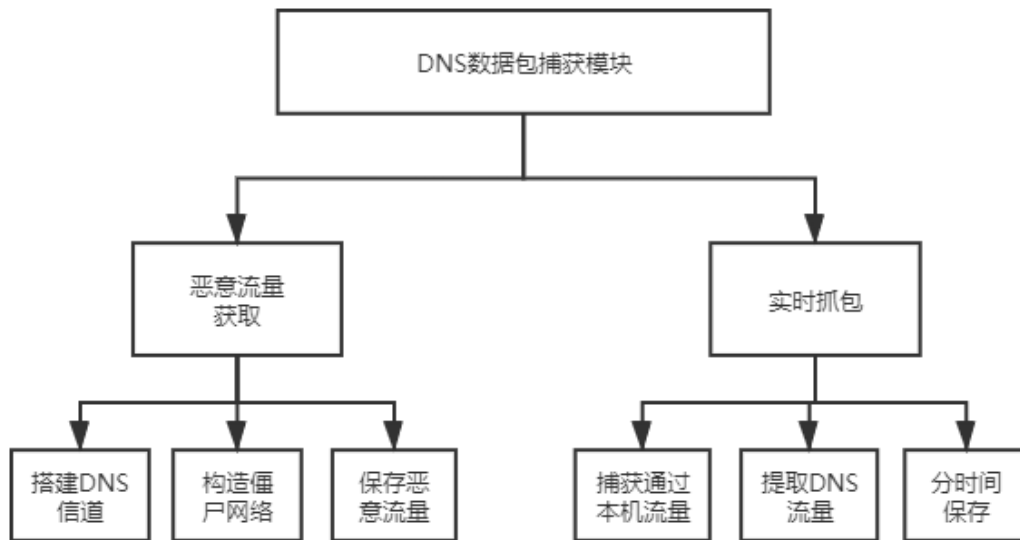 DNS数据包捕获模块
恶意流量
获取
实时抓包
搭建DNS
信道
构造僵
尸网络
保存恶
意流量
捕获通过
本机流量
提取DNS
流量
分时间
保存